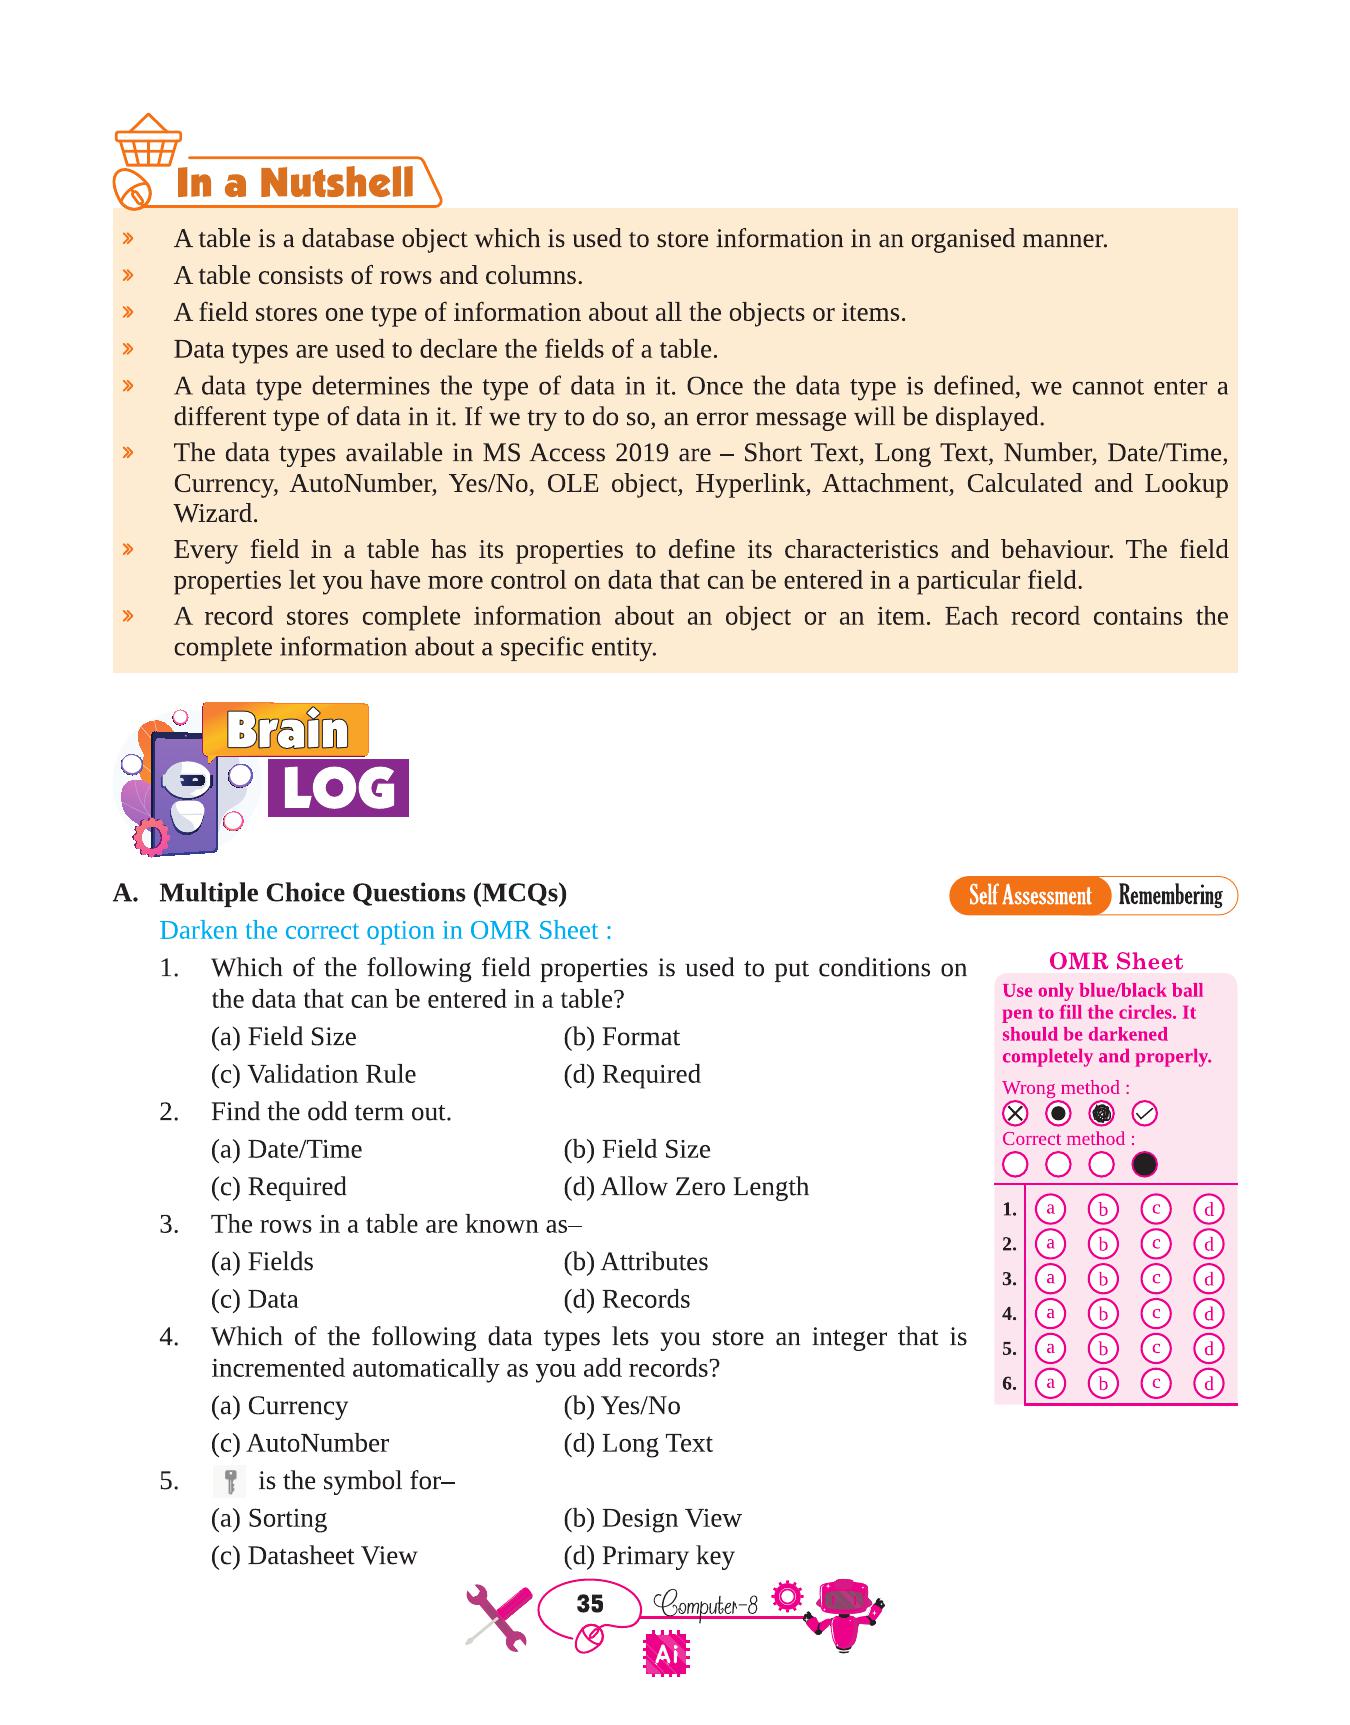 In a Nutshell
» A table is a database object which is used to store information in an organised manner.
» A table consists of rows and columns.
» A field stores one type of information about all the objects or items.
» Data types are used to declare the fields of a table.
» A data type determines the type of data in it. Once the data type is defined, we cannot enter a
different type of data in it. If we try to do so, an error message will be displayed.
» The data types available in MS Access 2019 are – Short Text, Long Text, Number, Date/Time,
Currency, AutoNumber, Yes/No, OLE object, Hyperlink, Attachment, Calculated and Lookup
Wizard.
» Every field in a table has its properties to define its characteristics and behaviour. The field
properties let you have more control on data that can be entered in a particular field.
» A record stores complete information about an object or an item. Each record contains the
complete information about a specific entity.
Brain
LOG
A. Multiple Choice Questions (MCQs)
Self Assessment Remembering
Darken the correct option in OMR Sheet :
1. Which of the following field properties is used to put conditions on
the data that can be entered in a table?
(a) Field Size (b) Format
(c) Validation Rule (d) Required
2. Find the odd term out.
(a) Date/Time (b) Field Size
(c) Required (d) Allow Zero Length
3. The rows in a table are known as–
(a) Fields (b) Attributes
(c) Data (d) Records
4. Which of the following data types lets you store an integer that is
incremented automatically as you add records?
(a) Currency (b) Yes/No
(c) AutoNumber (d) Long Text
5. is the symbol for–
(a) Sorting (b) Design View
(c) Datasheet View (d) Primary key
OMR Sheet
Use only blue/black ball
pen to fill the circles. It
should be darkened
completely and properly.
Wrong method :
Correct method :
1. a b c d
2. a b c d
3. a b c d
4. a b c d
5. a b c d
6. a b c d
35 Computer-8
Ai